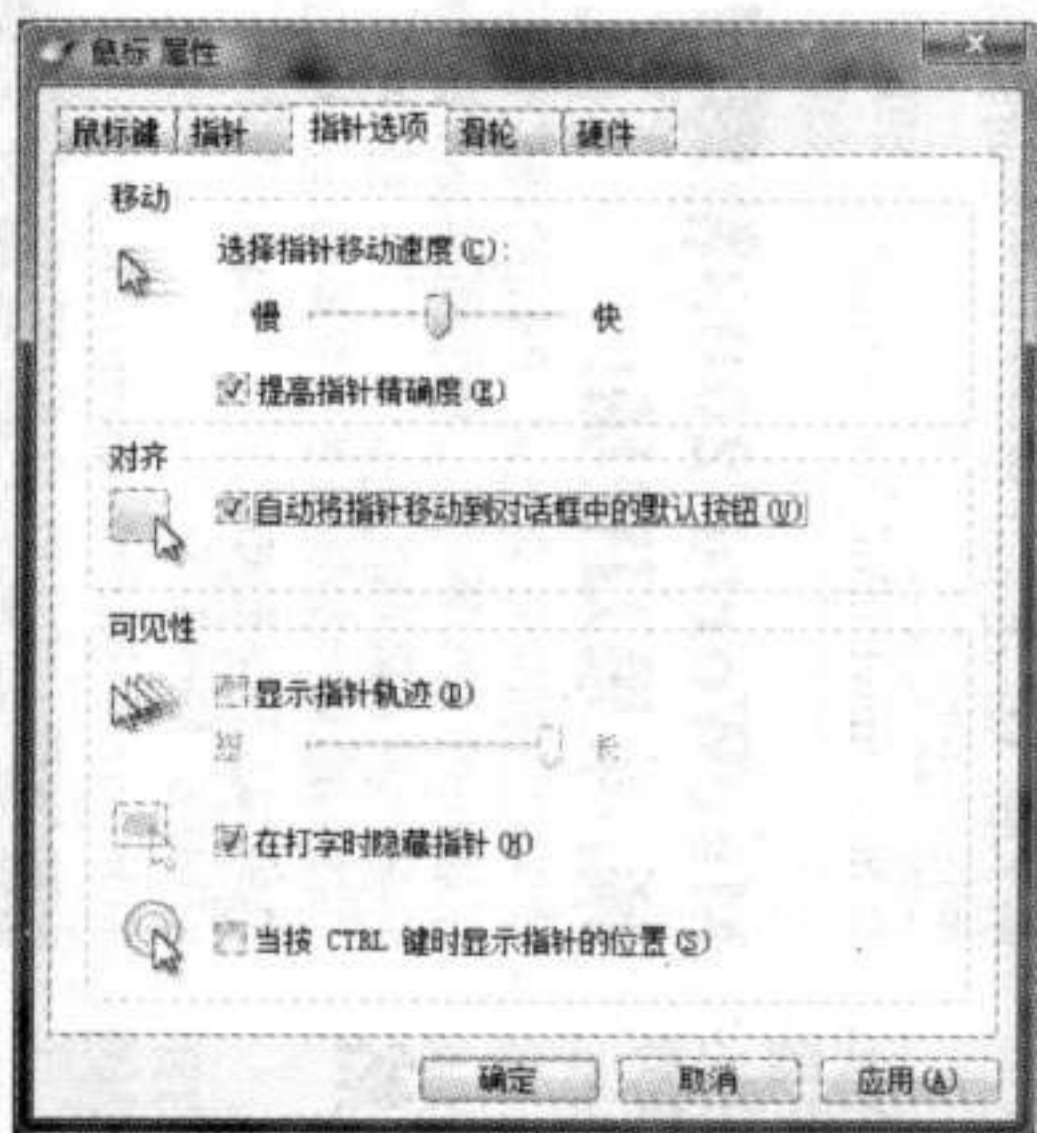 鼠标 属性
鼠标键 指针 指针选项 滑轮 硬件
移动
选择指针移动速度(C):
慢 快
提高指针精确度(E)
对齐
自动将指针移动到对话框中的默认按钮(U)
可见性
显示指针轨迹(D)
短 长
在打字时隐藏指针(H)
当按 CTRL 键时显示指针的位置(S)
确定 取消 应用(A)